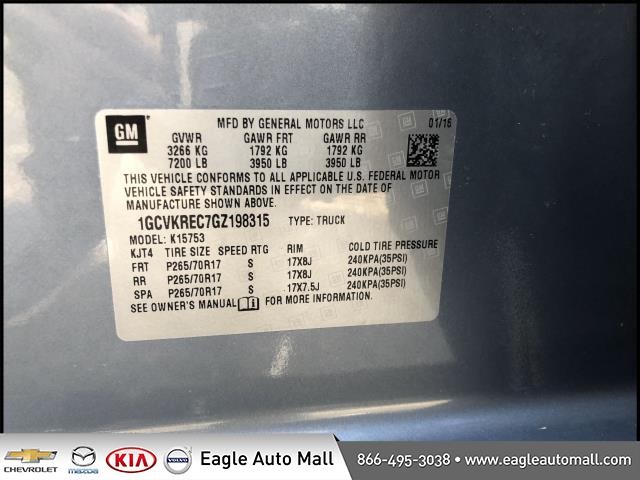 GM
MFD BY GENERAL MOTORS LLC
01/16
GVWR GAWR FRT GAWR RR
3266 KG 1792 KG 1792 KG
7200 LB 3950 LB 3950 LB
THIS VEHICLE CONFORMS TO ALL APPLICABLE U.S. FEDERAL MOTOR
VEHICLE SAFETY STANDARDS IN EFFECT ON THE DATE OF
MANUFACTURE SHOWN ABOVE.
1GCVKREC7GZ198315 TYPE: TRUCK
MODEL: K15753
KJT4 TIRE SIZE SPEED RTG RIM COLD TIRE PRESSURE
FRT P265/70R17 S 17X8J 240KPA(35PSI)
RR P265/70R17 S 17X8J 240KPA(35PSI)
SPA P265/70R17 S 17X7.5J 240KPA(35PSI)
SEE OWNER'S MANUAL FOR MORE INFORMATION.
CHEVROLET mazda KIA VOLVO Eagle Auto Mall 866-495-3038 • www.eagleautomall.com